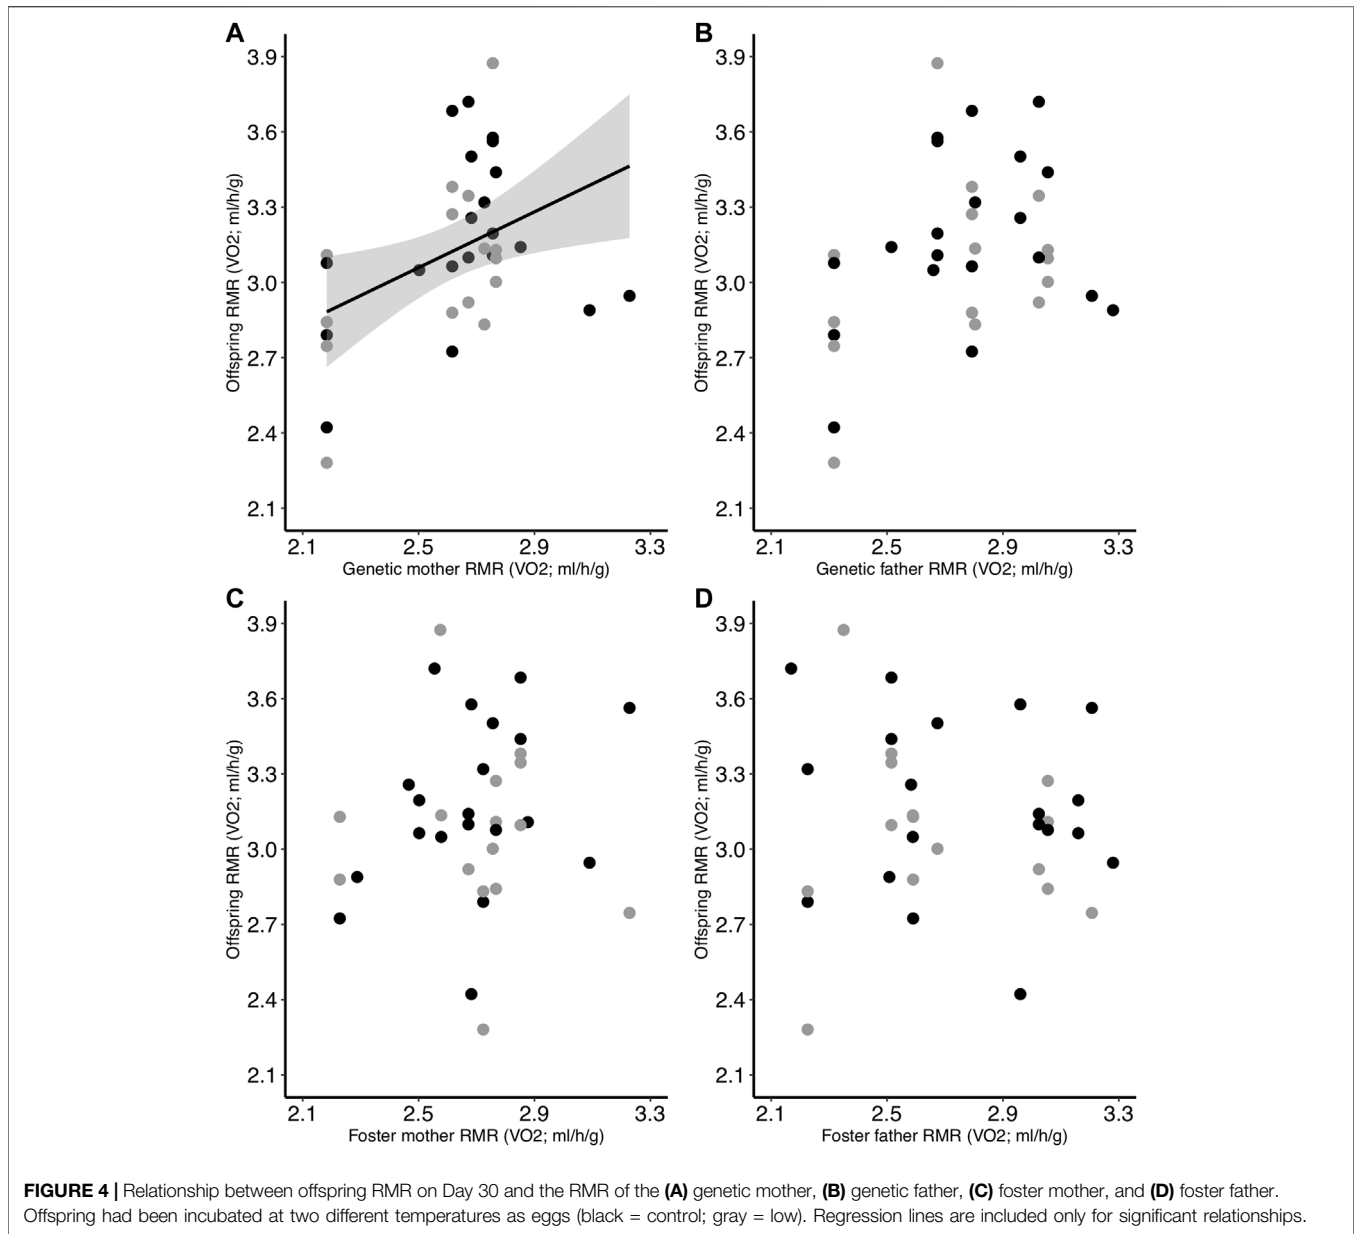 A
3.9
3.6
3.3
3.0
2.7
2.4
2.1
Offspring RMR (VO2; ml/h/g)
2.1 2.5 2.9 3.3
Genetic mother RMR (VO2; ml/h/g)
B
3.9
3.6
3.3
3.0
2.7
2.4
2.1
Offspring RMR (VO2; ml/h/g)
2.1 2.5 2.9 3.3
Genetic father RMR (VO2; ml/h/g)
C
3.9
3.6
3.3
3.0
2.7
2.4
2.1
Offspring RMR (VO2; ml/h/g)
2.1 2.5 2.9 3.3
Foster mother RMR (VO2; ml/h/g)
D
3.9
3.6
3.3
3.0
2.7
2.4
2.1
Offspring RMR (VO2; ml/h/g)
2.1 2.5 2.9 3.3
Foster father RMR (VO2; ml/h/g)
FIGURE 4 | Relationship between offspring RMR on Day 30 and the RMR of the (A) genetic mother, (B) genetic father, (C) foster mother, and (D) foster father.
Offspring had been incubated at two different temperatures as eggs (black = control; gray = low). Regression lines are included only for significant relationships.